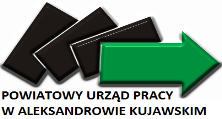 POWIATOWY URZĄD PRACY
W ALEKSANDROWIE KUJAWSKIM